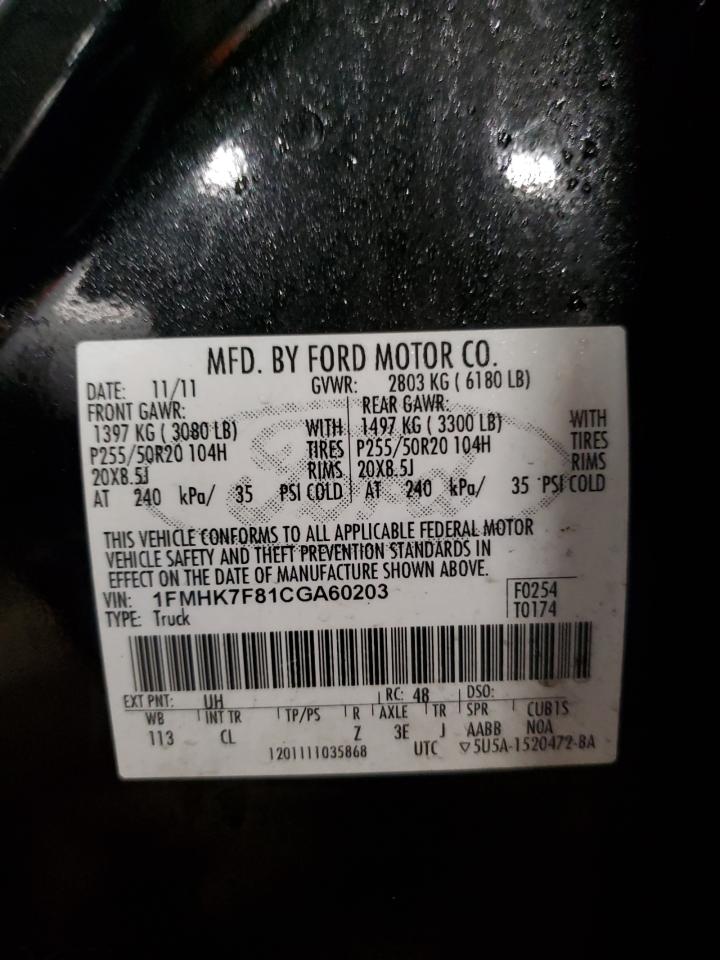 MFD. BY FORD MOTOR CO.
DATE: 11/11 GVWR: 2803 KG ( 6180 LB)
FRONT GAWR: REAR GAWR:
1397 KG ( 3080 LB) WITH 1497 KG ( 3300 LB) WITH
P255/50R20 104H TIRES P255/50R20 104H TIRES
20X8.5J RIMS 20X8.5J RIMS
AT 240 kPa/ 35 PSI COLD AT 240 kPa/ 35 PSI COLD
Ford
THIS VEHICLE CONFORMS TO ALL APPLICABLE FEDERAL MOTOR
VEHICLE SAFETY AND THEFT PREVENTION STANDARDS IN
EFFECT ON THE DATE OF MANUFACTURE SHOWN ABOVE.
VIN: 1FMHK7F81CGA60203 F0254
TYPE: Truck T0174
EXT PNT: UH RC: 48 DSO:
WB INT TR TP/PS R AXLE TR SPR CUB1S
113 CL Z 3E J AABB N0A
1201111035868 UTC ▽5U5A-1520472-BA